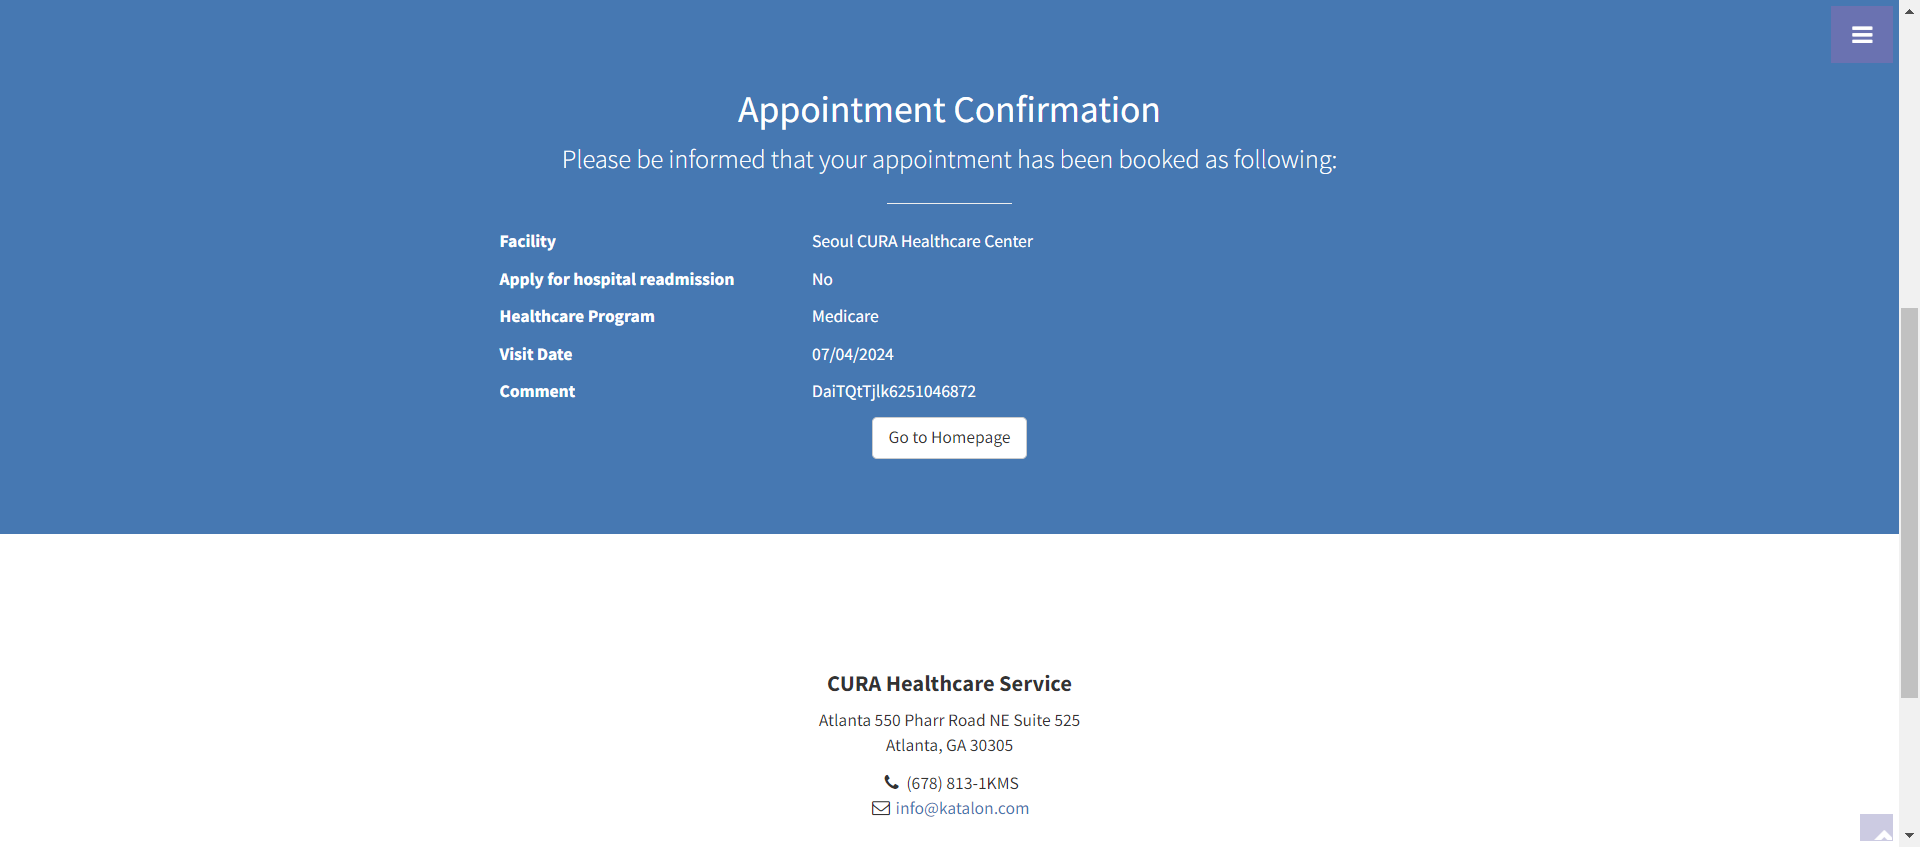 Appointment Confirmation
Please be informed that your appointment has been booked as following:
Facility Seoul CURA Healthcare Center
Apply for hospital readmission No
Healthcare Program Medicare
Visit Date 07/04/2024
Comment DaiTQtTjlk6251046872
Go to Homepage
CURA Healthcare Service
Atlanta 550 Pharr Road NE Suite 525
Atlanta, GA 30305
(678) 813-1KMS
info@katalon.com